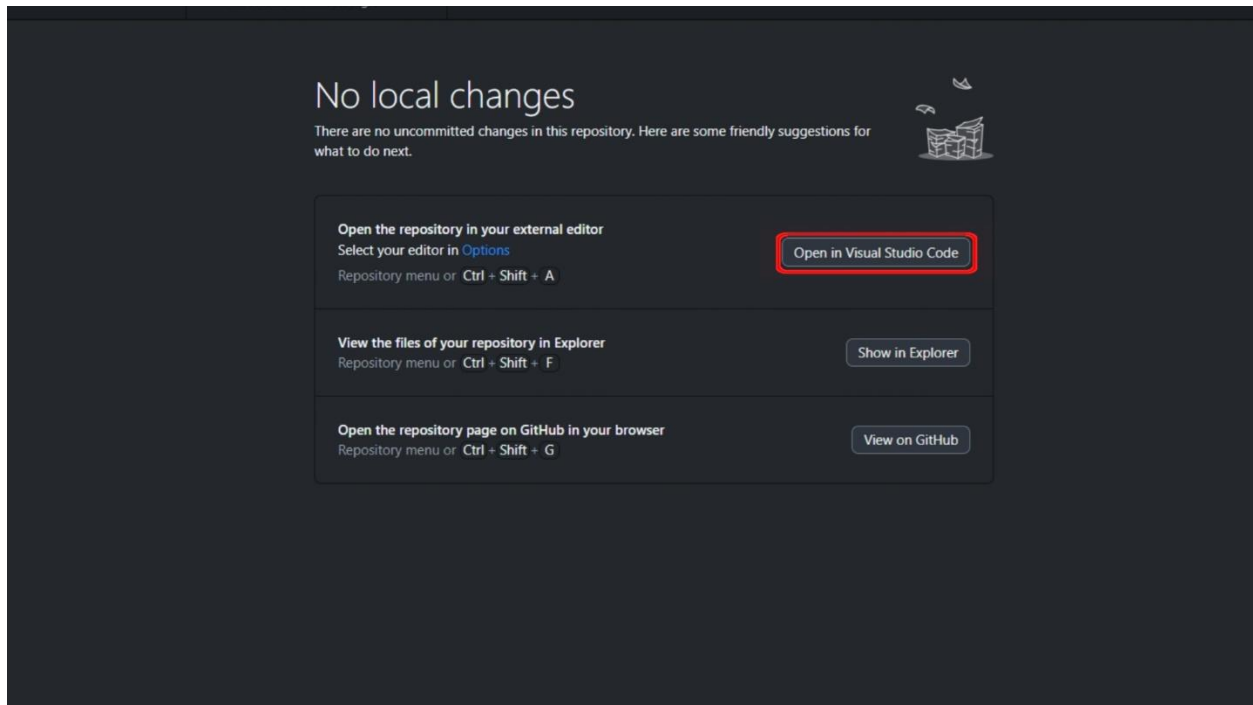 No local changes
There are no uncommitted changes in this repository. Here are some friendly suggestions for
what to do next.
Open the repository in your external editor
Select your editor in Options
Repository menu or Ctrl + Shift + A
Open in Visual Studio Code
View the files of your repository in Explorer
Repository menu or Ctrl + Shift + F
Show in Explorer
Open the repository page on GitHub in your browser
Repository menu or Ctrl + Shift + G
View on GitHub